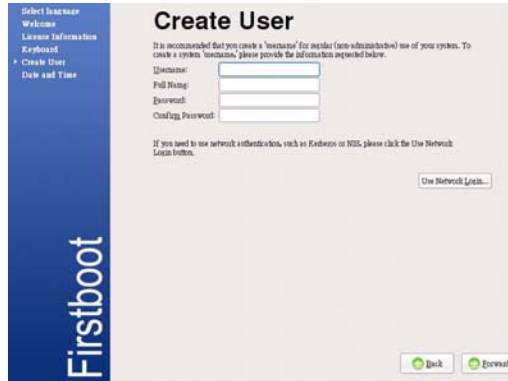 Select language
Welcome
License Information
Keyboard
Create User
Date and Time
Firstboot
Create User
It is recommended that you create a 'username' for regular (non-administrative) use of your system. To
create a system 'username,' please provide the information requested below.
Username:
Full Name:
Password:
Confirm Password:
If you need to use network authentication, such as Kerberos or NIS, please click the Use Network
Login button.
Use Network Login...
Back
Forward